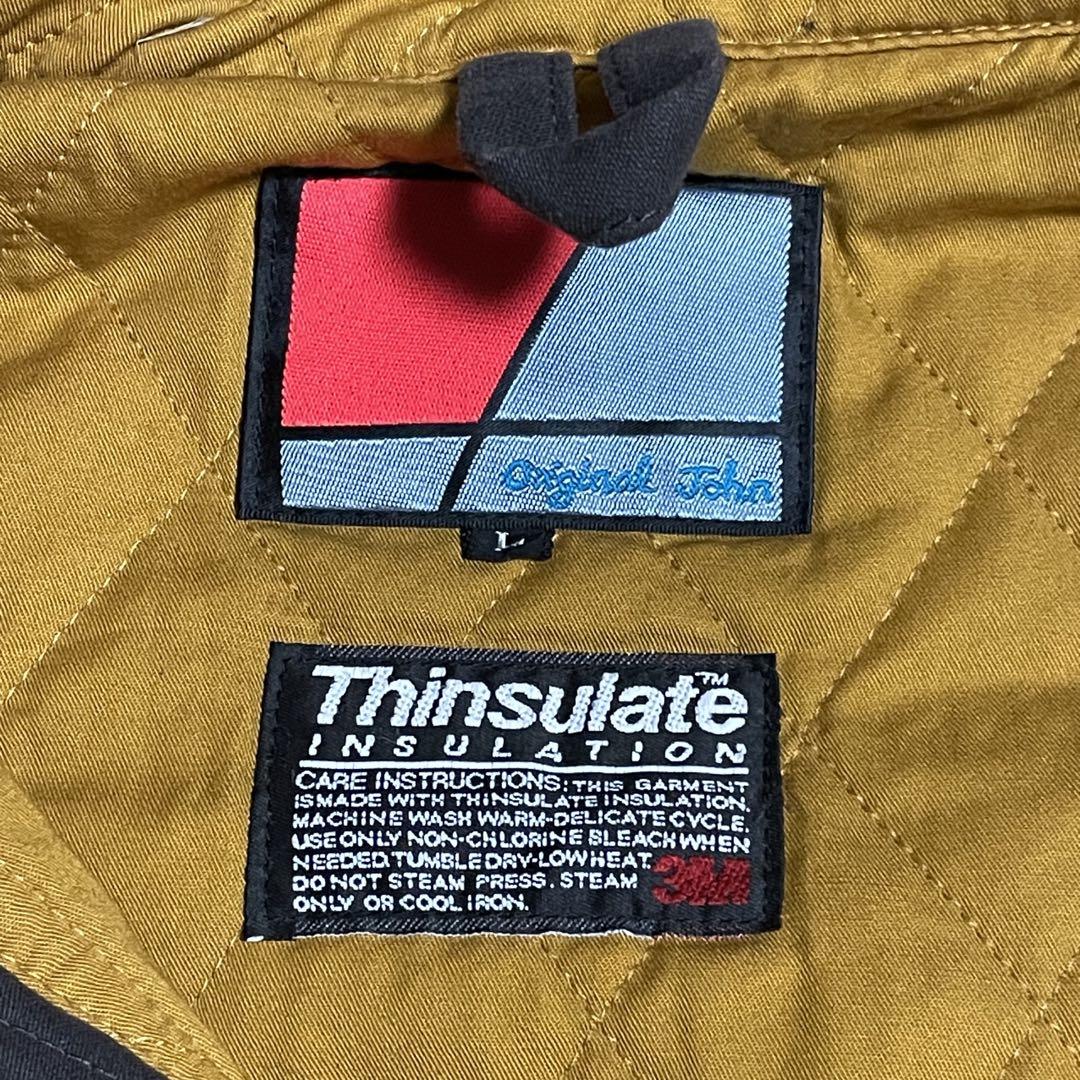 Original John
L
Thinsulate™
INSULATION
CARE INSTRUCTIONS: THIS GARMENT
IS MADE WITH THINSULATE INSULATION.
MACHINE WASH WARM-DELICATE CYCLE.
USE ONLY NON-CHLORINE BLEACH WHEN
NEEDED. TUMBLE DRY-LOW HEAT.
DO NOT STEAM PRESS. STEAM
ONLY OR COOL IRON.
3M